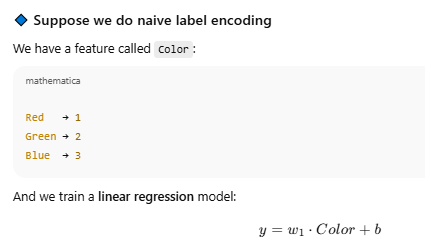 🔷 Suppose we do naive label encoding
We have a feature called Color:
mathematica
Red → 1
Green → 2
Blue → 3
And we train a linear regression model:
y = w₁ · Color + b